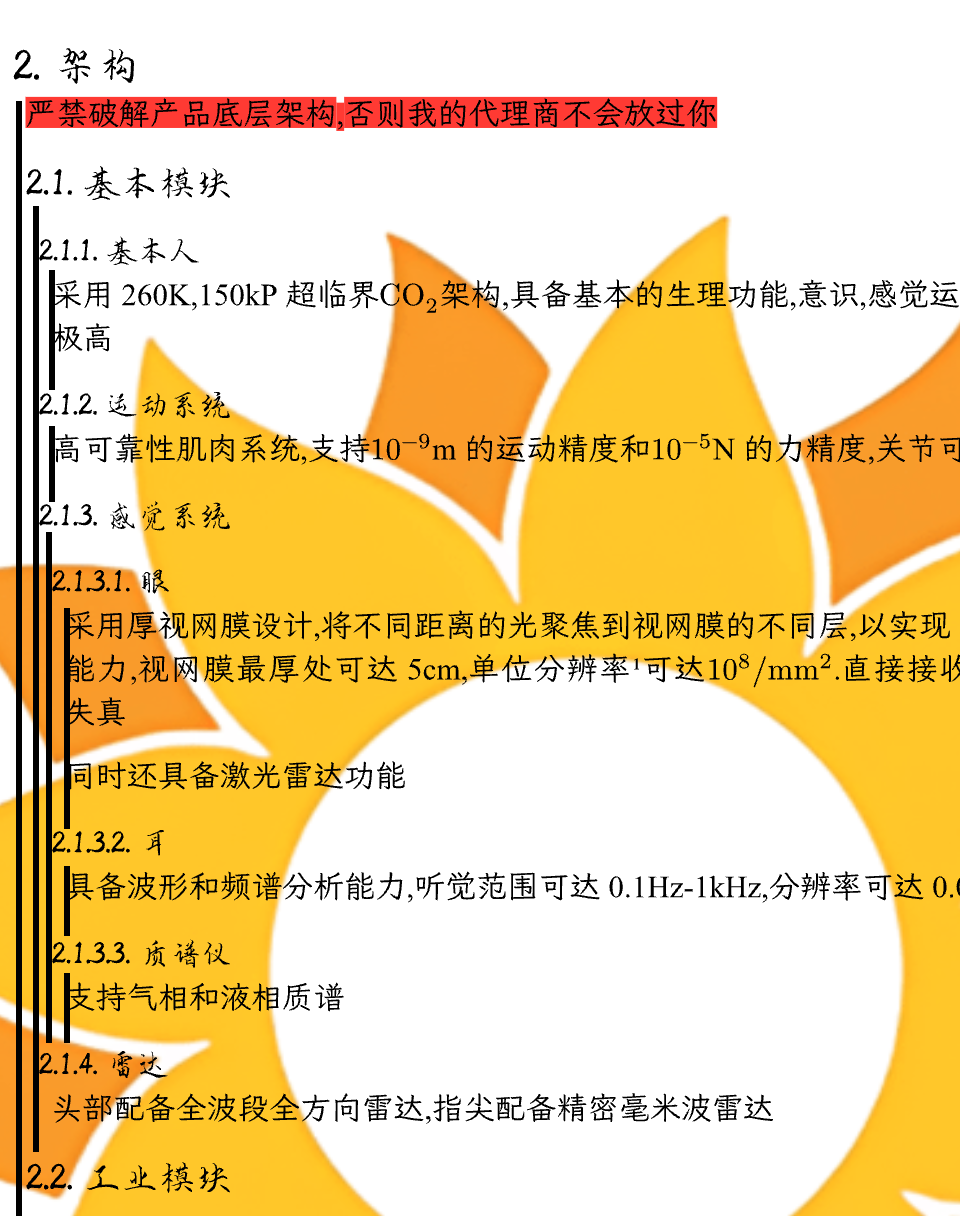 2. 架构
严禁破解产品底层架构,否则我的代理商不会放过你
2.1. 基本模块
2.1.1. 基本人
采用 260K,150kP 超临界CO₂架构,具备基本的生理功能,意识,感觉运
极高
2.1.2. 运动系统
高可靠性肌肉系统,支持10⁻⁹m 的运动精度和10⁻⁵N 的力精度,关节可
2.1.3. 感觉系统
2.1.3.1. 眼
采用厚视网膜设计,将不同距离的光聚焦到视网膜的不同层,以实现
能力,视网膜最厚处可达 5cm,单位分辨率¹可达10⁸/mm².直接接收
失真
同时还具备激光雷达功能
2.1.3.2. 耳
具备波形和频谱分析能力,听觉范围可达 0.1Hz-1kHz,分辨率可达 0.
2.1.3.3. 质谱仪
支持气相和液相质谱
2.1.4. 雷达
头部配备全波段全方向雷达,指尖配备精密毫米波雷达
2.2. 工业模块